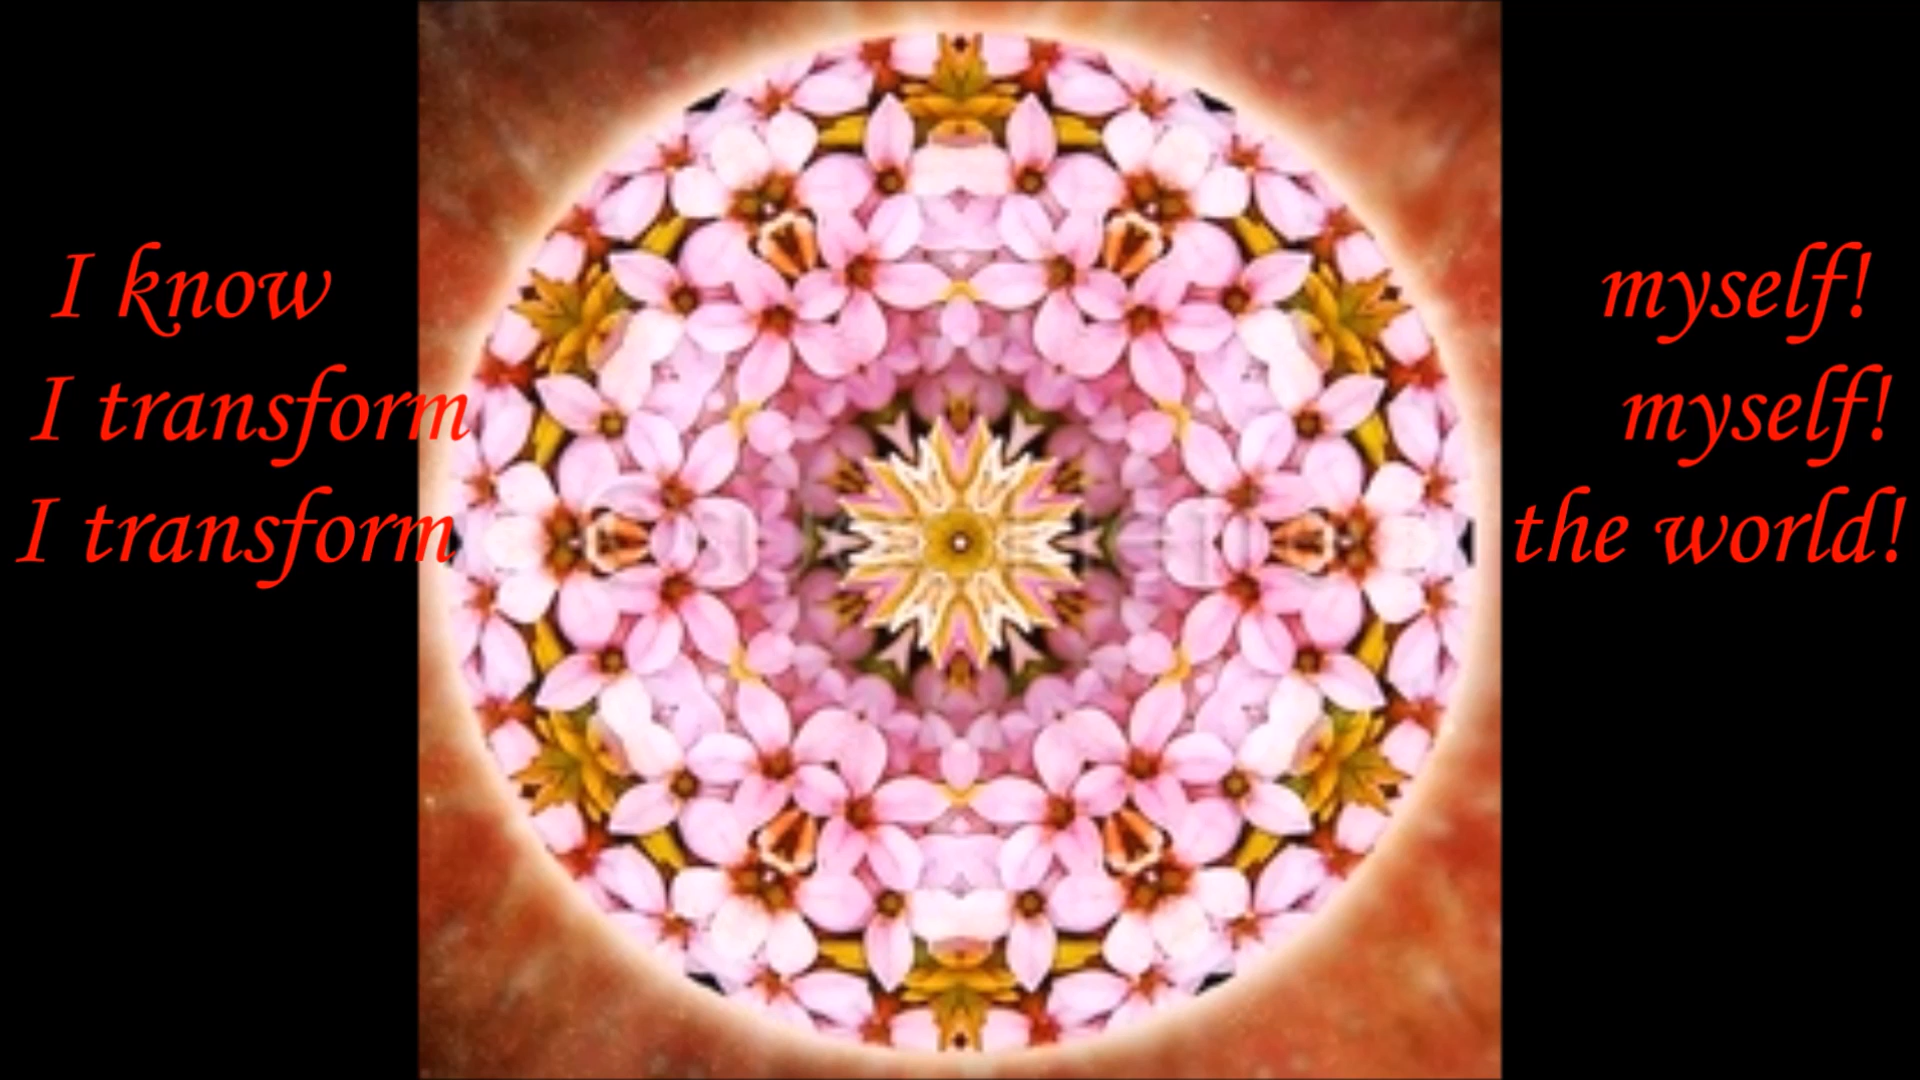 I know myself!
I transform myself!
I transform the world!